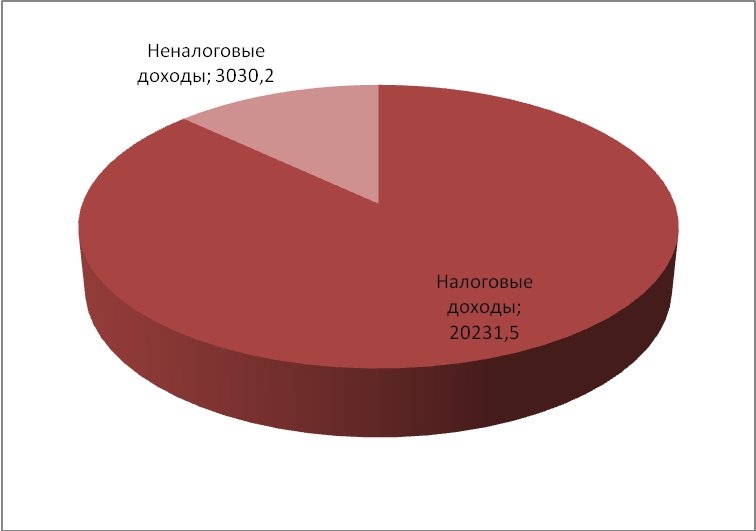 Неналоговые
доходы; 3030,2
Налоговые
доходы;
20231,5